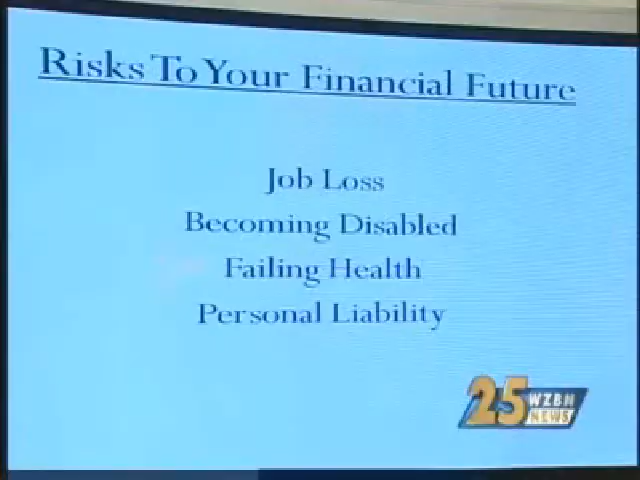 Risks To Your Financial Future
Job Loss
Becoming Disabled
Failing Health
Personal Liability
25 WZBN
NEWS